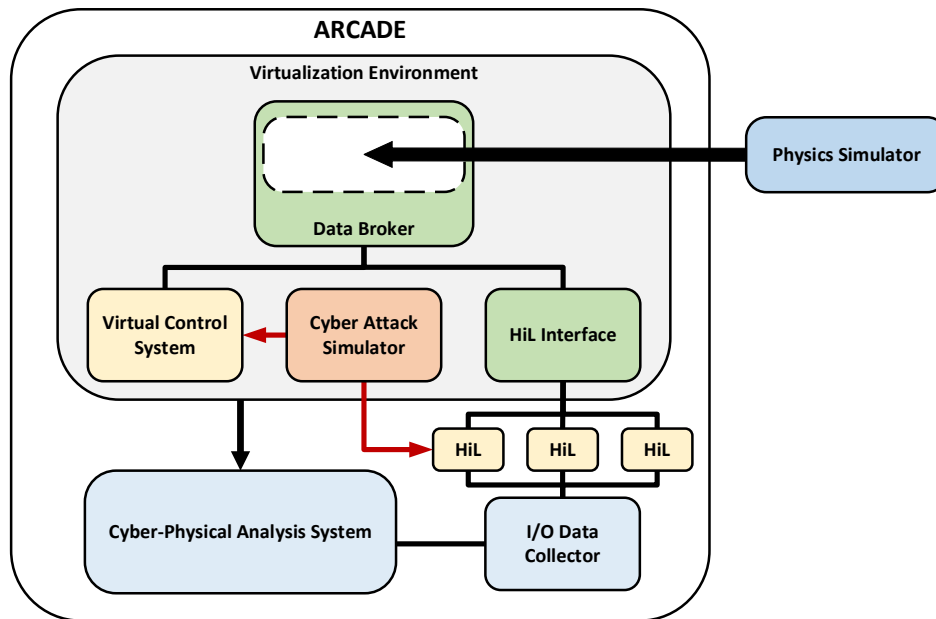 ARCADE
Virtualization Environment
Physics Simulator
Data Broker
Virtual Control
System
Cyber Attack
Simulator
HiL Interface
HiL
HiL
HiL
Cyber-Physical Analysis System
I/O Data
Collector